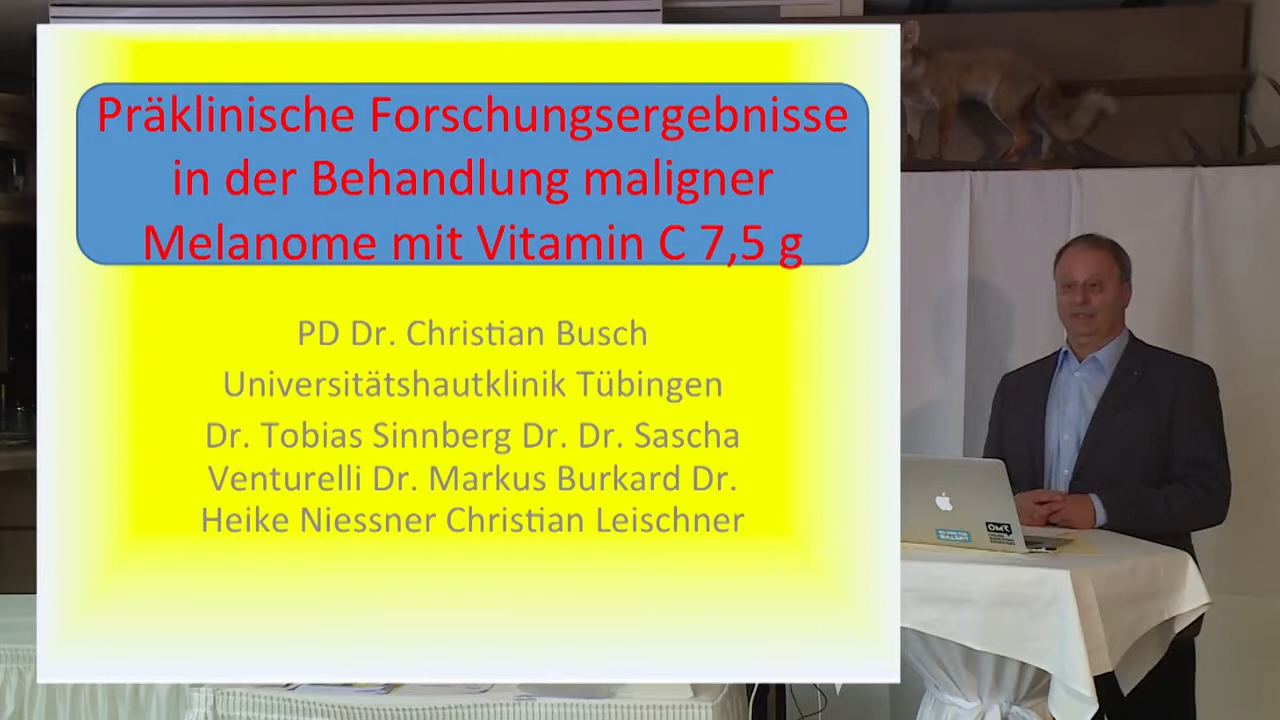 Präklinische Forschungsergebnisse
in der Behandlung maligner
Melanome mit Vitamin C 7,5 g
PD Dr. Christian Busch
Universitätshautklinik Tübingen
Dr. Tobias Sinnberg Dr. Dr. Sascha
Venturelli Dr. Markus Burkard Dr.
Heike Niessner Christian Leischner
OMR